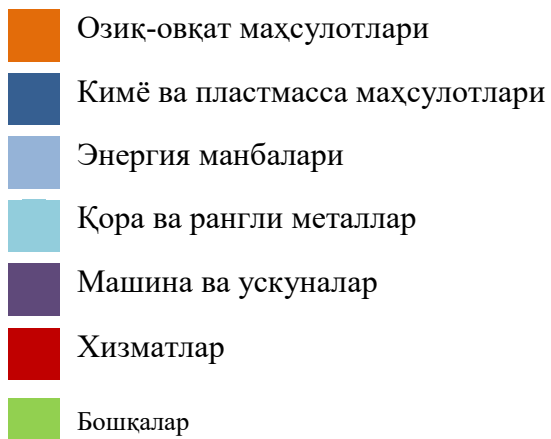 Озиқ-овқат маҳсулотлари
Кимё ва пластмасса маҳсулотлари
Энергия манбалари
Қора ва рангли металлар
Машина ва ускуналар
Хизматлар
Бошқалар